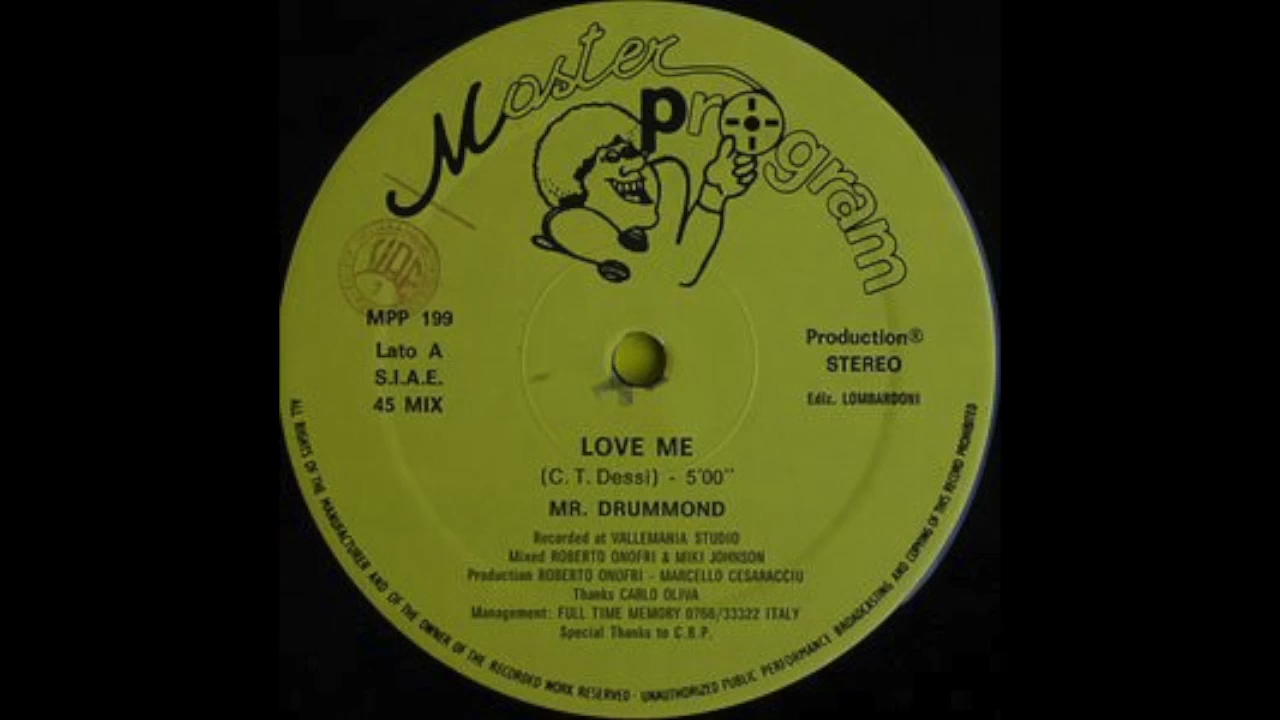 Master
program
MPP 199
Lato A
S.I.A.E.
45 MIX
Production®
STEREO
Ediz. LOMBARDONI
LOVE ME
(C. T. Dessi) - 5'00"
MR. DRUMMOND
Recorded at VALLEMANIA STUDIO
Mixed ROBERTO ONOFRI & MIKI JOHNSON
Production ROBERTO ONOFRI - MARCELLO CESARACCIU
Thanks CARLO OLIVA
Management: FULL TIME MEMORY 0766/33322 ITALY
Special Thanks to C.B.P.
ALL RIGHTS OF THE MANUFACTURER AND OF THE OWNER OF THE RECORDED WORK RESERVED · UNAUTHORIZED PUBLIC PERFORMANCE BROADCASTING AND COPYING OF THIS RECORD PROHIBITED